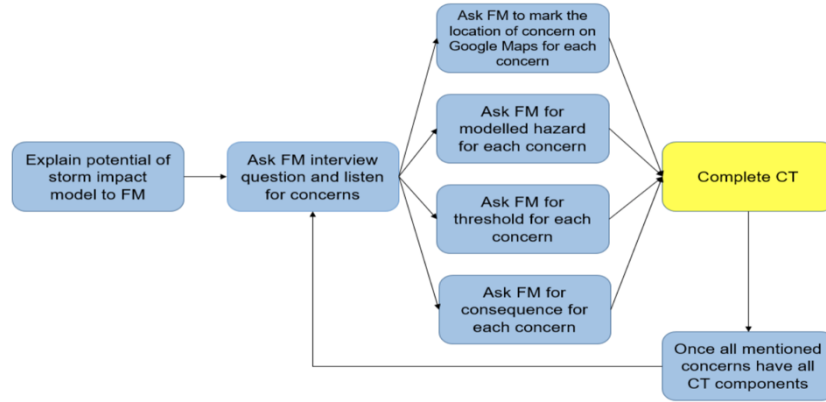 Explain potential of
storm impact
model to FM
Ask FM interview
question and listen
for concerns
Ask FM to mark the
location of concern on
Google Maps for each
concern
Ask FM for
modelled hazard
for each concern
Ask FM for
threshold for each
concern
Ask FM for
consequence for
each concern
Complete CT
Once all mentioned
concerns have all
CT components